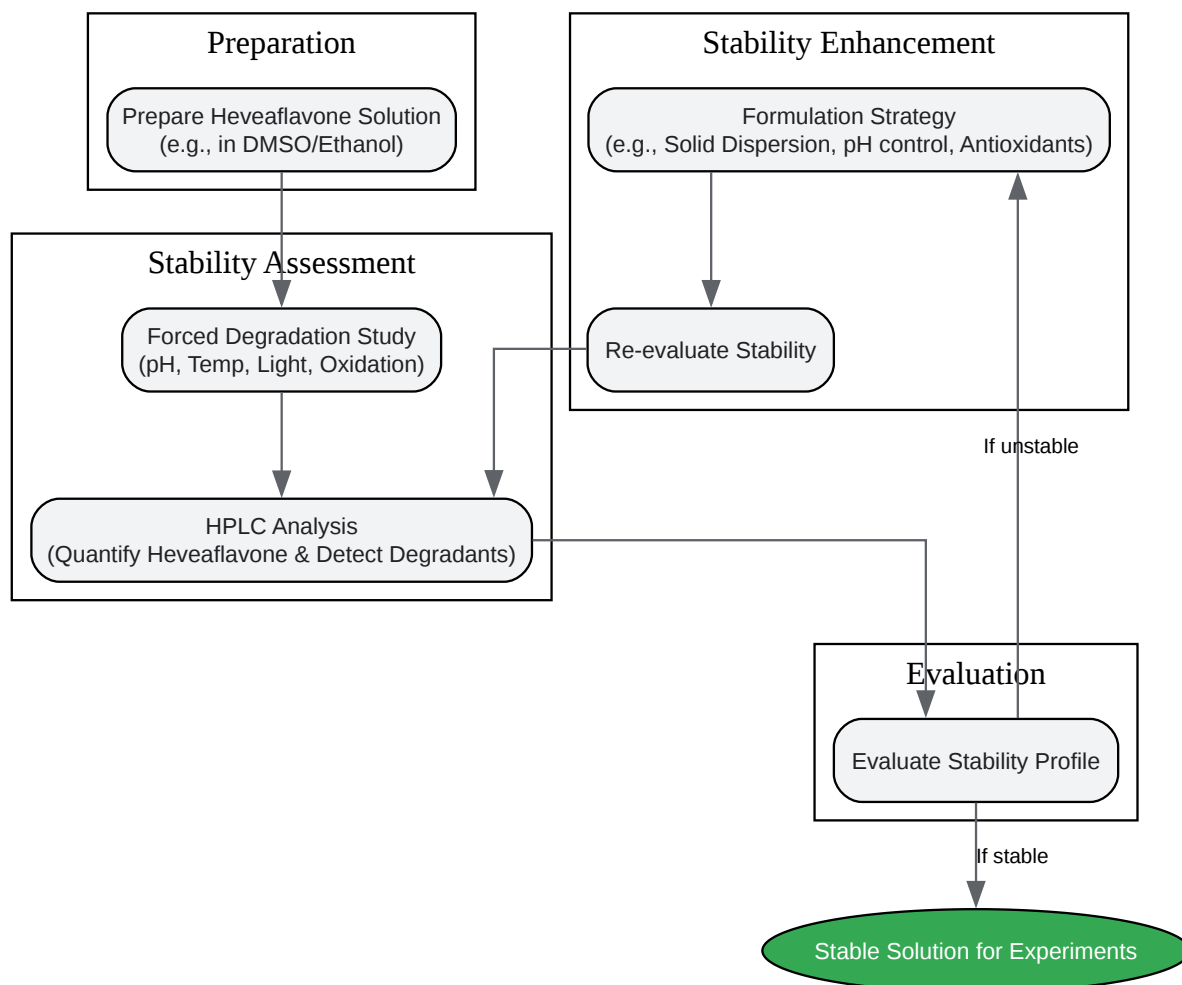 Preparation
Prepare Heveaflavone Solution
(e.g., in DMSO/Ethanol)
Stability Enhancement
Formulation Strategy
(e.g., Solid Dispersion, pH control, Antioxidants)
Stability Assessment
Forced Degradation Study
(pH, Temp, Light, Oxidation)
Re-evaluate Stability
If unstable
HPLC Analysis
(Quantify Heveaflavone & Detect Degradants)
Evaluation
Evaluate Stability Profile
If stable
Stable Solution for Experiments